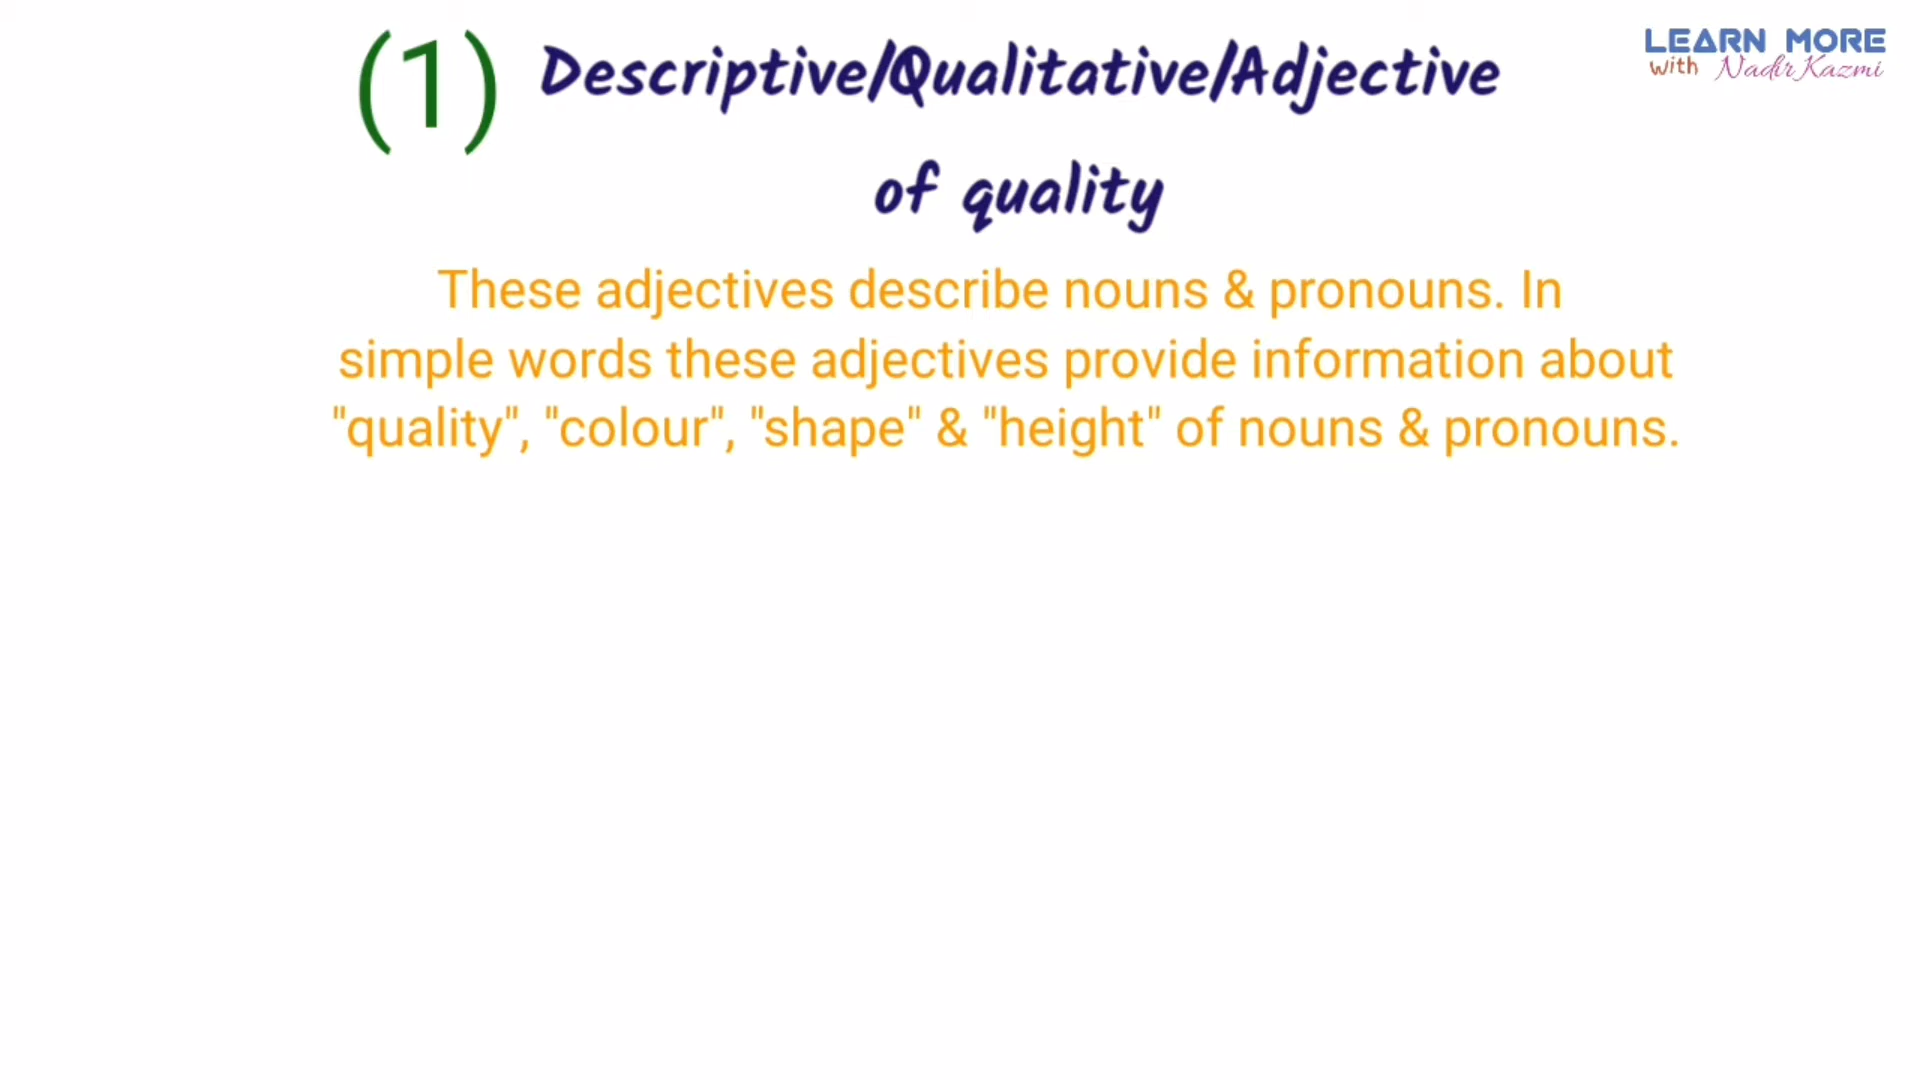 (1) Descriptive/Qualitative/Adjective
of quality
LEARN MORE
with Nadir Kazmi
These adjectives describe nouns & pronouns. In
simple words these adjectives provide information about
"quality", "colour", "shape" & "height" of nouns & pronouns.